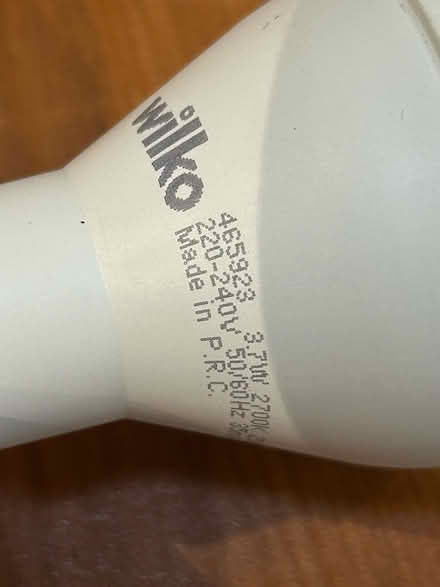 wilko
465923 3.7W 2700K
220-240V 50/60Hz
Made in P.R.C.